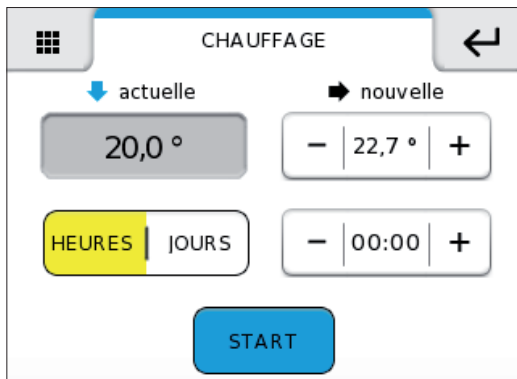 CHAUFFAGE
actuelle nouvelle
20,0 ° − 22,7 ° +
HEURES JOURS − 00:00 +
START